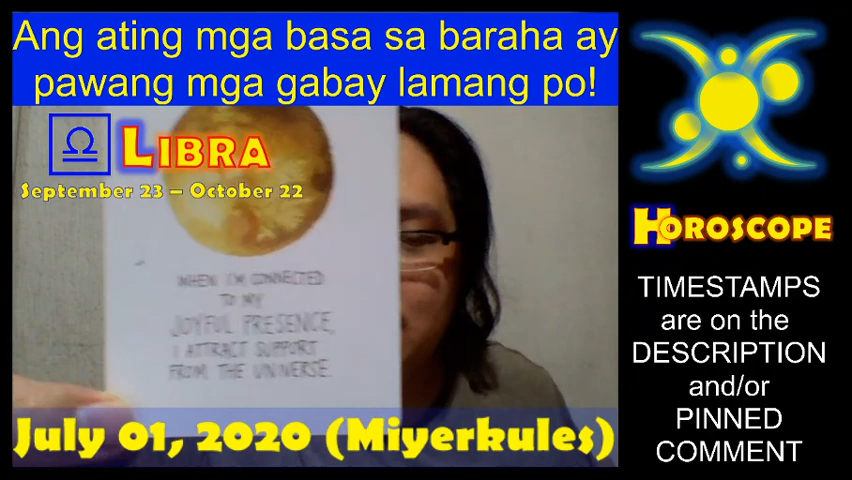 Ang ating mga basa sa baraha ay
pawang mga gabay lamang po!
♎ LIBRA
September 23 – October 22
WHEN I'M CONNECTED
TO MY
JOYFUL PRESENCE,
I ATTRACT SUPPORT
FROM THE UNIVERSE.
July 01, 2020 (Miyerkules)
HOROSCOPE
TIMESTAMPS
are on the
DESCRIPTION
and/or
PINNED
COMMENT